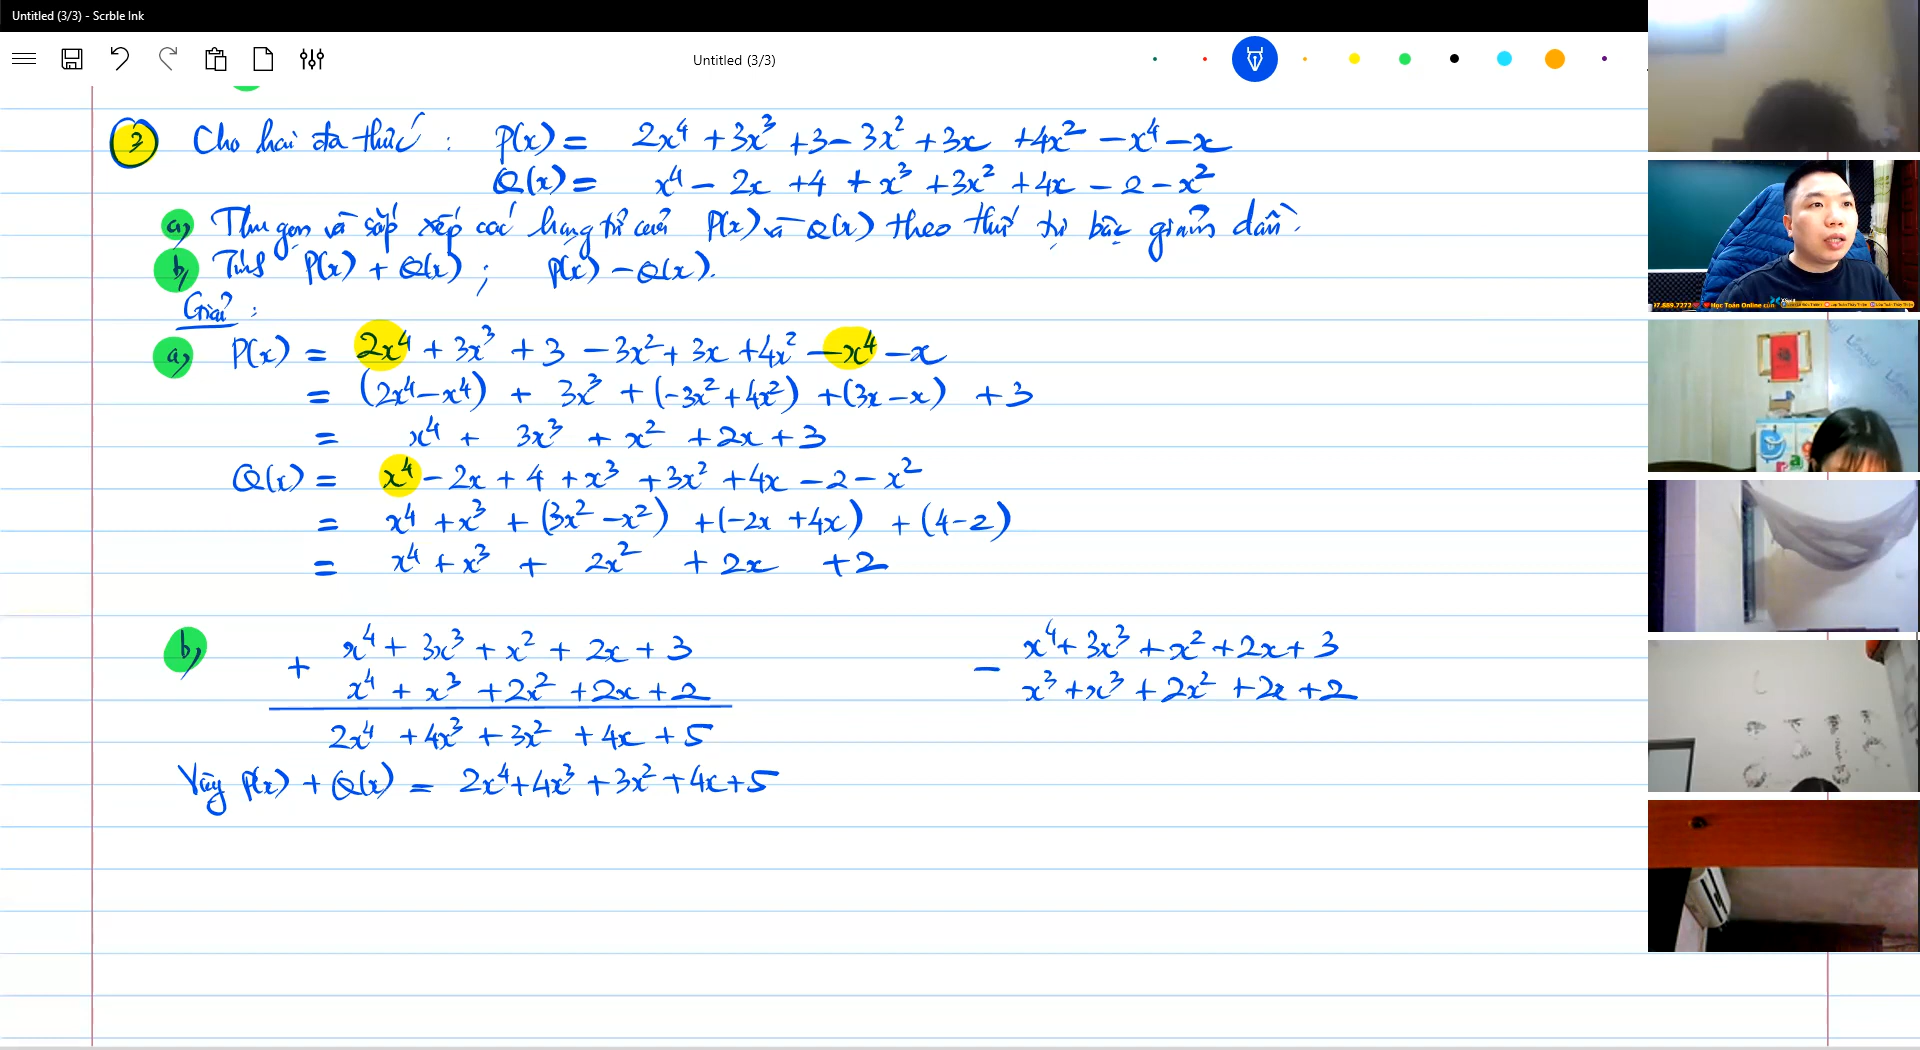 Untitled (3/3) - Scrble Ink
Untitled (3/3)
3 Cho hai đa thức : P(x) = 2x⁴ + 3x³ + 3 - 3x² + 3x + 4x² - x⁴ - x
Q(x) = x⁴ - 2x + 4 + x³ + 3x² + 4x - 2 - x²
a, Thu gọn và sắp xếp các hạng tử của P(x) và Q(x) theo thứ tự bậc giảm dần.
b, Tính P(x) + Q(x) ; P(x) - Q(x).
Giải :
a, P(x) = 2x⁴ + 3x³ + 3 - 3x² + 3x + 4x² - x⁴ - x
= (2x⁴ - x⁴) + 3x³ + (-3x² + 4x²) + (3x - x) + 3
= x⁴ + 3x³ + x² + 2x + 3
Q(x) = x⁴ - 2x + 4 + x³ + 3x² + 4x - 2 - x²
= x⁴ + x³ + (3x² - x²) + (-2x + 4x) + (4 - 2)
= x⁴ + x³ + 2x² + 2x + 2
b, + x⁴ + 3x³ + x² + 2x + 3
x⁴ + x³ + 2x² + 2x + 2
2x⁴ + 4x³ + 3x² + 4x + 5
Vậy P(x) + Q(x) = 2x⁴ + 4x³ + 3x² + 4x + 5
- x⁴ + 3x³ + x² + 2x + 3
x³ + x³ + 2x² + 2x + 2
Học Toán Online cùng